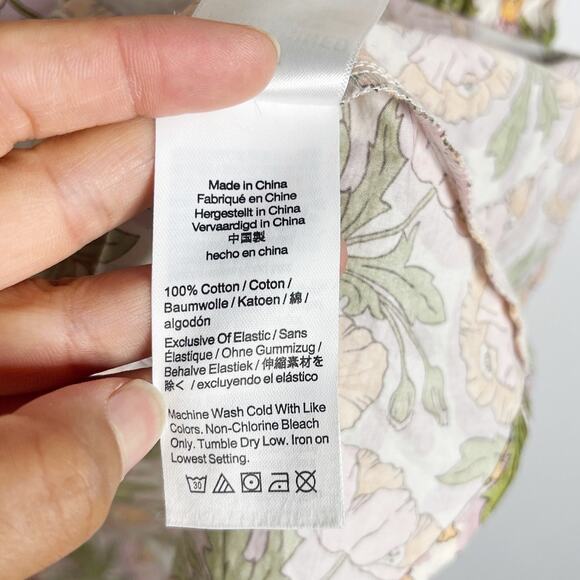 Made in China
Fabriqué en Chine
Hergestellt in China
Vervaardigd in China
中国製
hecho en china
100% Cotton / Coton /
Baumwolle / Katoen / 綿 /
algodón
Exclusive Of Elastic / Sans
Élastique / Ohne Gummizug /
Behalve Elastiek / 伸縮素材を
除く / excluyendo el elástico
Machine Wash Cold With Like
Colors. Non-Chlorine Bleach
Only. Tumble Dry Low. Iron on
Lowest Setting.
30